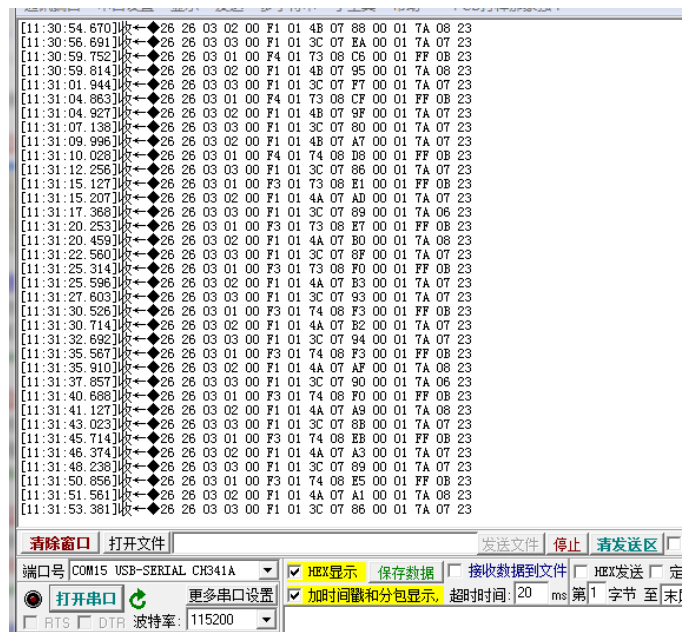 [11:30:54.670]收←◆26 26 03 02 00 F1 01 4B 07 88 00 01 7A 08 23
[11:30:56.691]收←◆26 26 03 03 00 F1 01 3C 07 EA 00 01 7A 07 23
[11:30:59.752]收←◆26 26 03 01 00 F4 01 73 08 C6 00 01 FF 0B 23
[11:30:59.814]收←◆26 26 03 02 00 F1 01 4B 07 95 00 01 7A 08 23
[11:31:01.944]收←◆26 26 03 03 00 F1 01 3C 07 F7 00 01 7A 07 23
[11:31:04.863]收←◆26 26 03 01 00 F4 01 73 08 CF 00 01 FF 0B 23
[11:31:04.927]收←◆26 26 03 02 00 F1 01 4B 07 9F 00 01 7A 08 23
[11:31:07.138]收←◆26 26 03 03 00 F1 01 3C 07 80 00 01 7A 07 23
[11:31:09.996]收←◆26 26 03 02 00 F1 01 4B 07 A7 00 01 7A 07 23
[11:31:10.028]收←◆26 26 03 01 00 F4 01 74 08 D8 00 01 FF 0B 23
[11:31:12.256]收←◆26 26 03 03 00 F1 01 3C 07 86 00 01 7A 07 23
[11:31:15.127]收←◆26 26 03 01 00 F3 01 73 08 E1 00 01 FF 0B 23
[11:31:15.207]收←◆26 26 03 02 00 F1 01 4A 07 AD 00 01 7A 07 23
[11:31:17.368]收←◆26 26 03 03 00 F1 01 3C 07 89 00 01 7A 06 23
[11:31:20.253]收←◆26 26 03 01 00 F3 01 73 08 E7 00 01 FF 0B 23
[11:31:20.459]收←◆26 26 03 02 00 F1 01 4A 07 B0 00 01 7A 08 23
[11:31:22.560]收←◆26 26 03 03 00 F1 01 3C 07 8F 00 01 7A 07 23
[11:31:25.314]收←◆26 26 03 01 00 F3 01 73 08 F0 00 01 FF 0B 23
[11:31:25.596]收←◆26 26 03 02 00 F1 01 4A 07 B3 00 01 7A 08 23
[11:31:27.603]收←◆26 26 03 03 00 F1 01 3C 07 93 00 01 7A 07 23
[11:31:30.526]收←◆26 26 03 01 00 F3 01 74 08 F3 00 01 FF 0B 23
[11:31:30.714]收←◆26 26 03 02 00 F1 01 4A 07 B2 00 01 7A 08 23
[11:31:32.692]收←◆26 26 03 03 00 F1 01 3C 07 94 00 01 7A 07 23
[11:31:35.567]收←◆26 26 03 01 00 F3 01 74 08 F3 00 01 FF 0B 23
[11:31:35.910]收←◆26 26 03 02 00 F1 01 4A 07 AF 00 01 7A 08 23
[11:31:37.857]收←◆26 26 03 03 00 F1 01 3C 07 90 00 01 7A 06 23
[11:31:40.688]收←◆26 26 03 01 00 F3 01 74 08 F0 00 01 FF 0B 23
[11:31:41.127]收←◆26 26 03 02 00 F1 01 4A 07 A9 00 01 7A 08 23
[11:31:43.023]收←◆26 26 03 03 00 F1 01 3C 07 8B 00 01 7A 07 23
[11:31:45.714]收←◆26 26 03 01 00 F3 01 74 08 EB 00 01 FF 0B 23
[11:31:46.374]收←◆26 26 03 02 00 F1 01 4A 07 A3 00 01 7A 07 23
[11:31:48.238]收←◆26 26 03 03 00 F1 01 3C 07 89 00 01 7A 07 23
[11:31:50.856]收←◆26 26 03 01 00 F3 01 74 08 E5 00 01 FF 0B 23
[11:31:51.561]收←◆26 26 03 02 00 F1 01 4A 07 A1 00 01 7A 08 23
[11:31:53.381]收←◆26 26 03 03 00 F1 01 3C 07 86 00 01 7A 07 23
清除窗口 打开文件 发送文件 停止 清发送区
端口号 COM15 USB-SERIAL CH341A HEX显示 保存数据 接收数据到文件 HEX发送 定
打开串口 更多串口设置 加时间戳和分包显示, 超时时间: 20 ms 第1 字节 至
RTS DTR 波特率: 115200